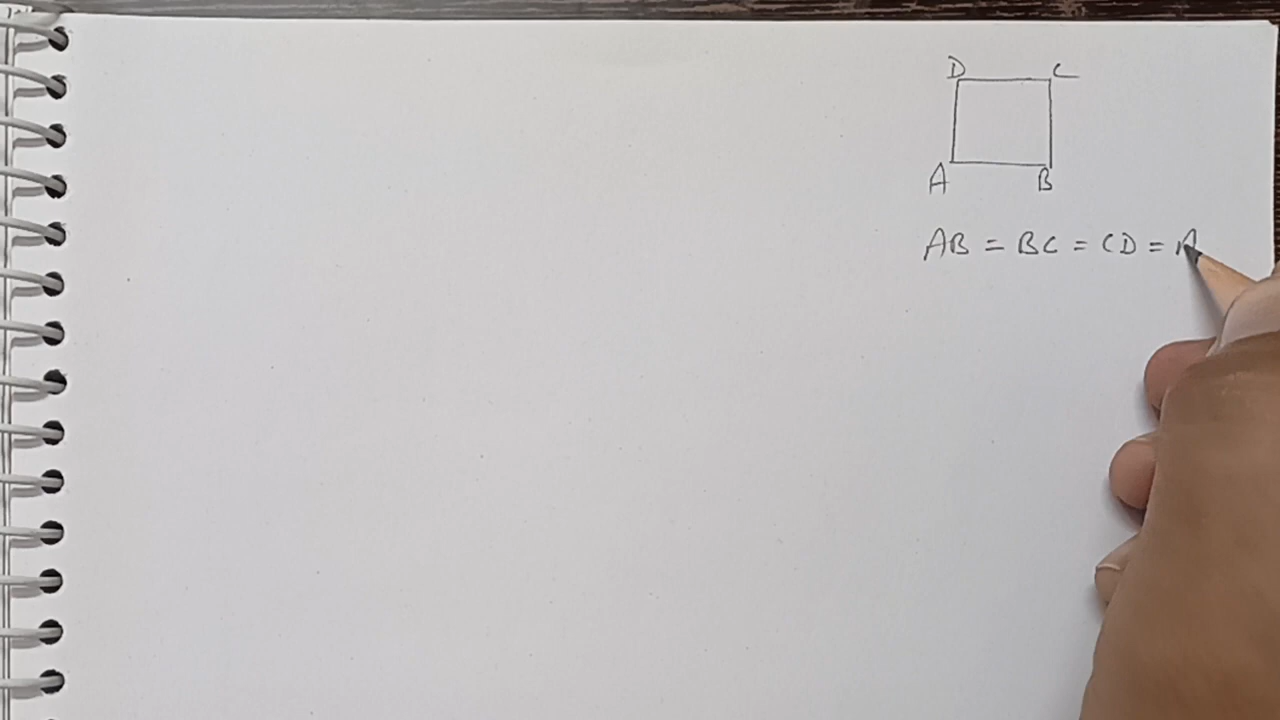 D C
A B
AB = BC = CD = A